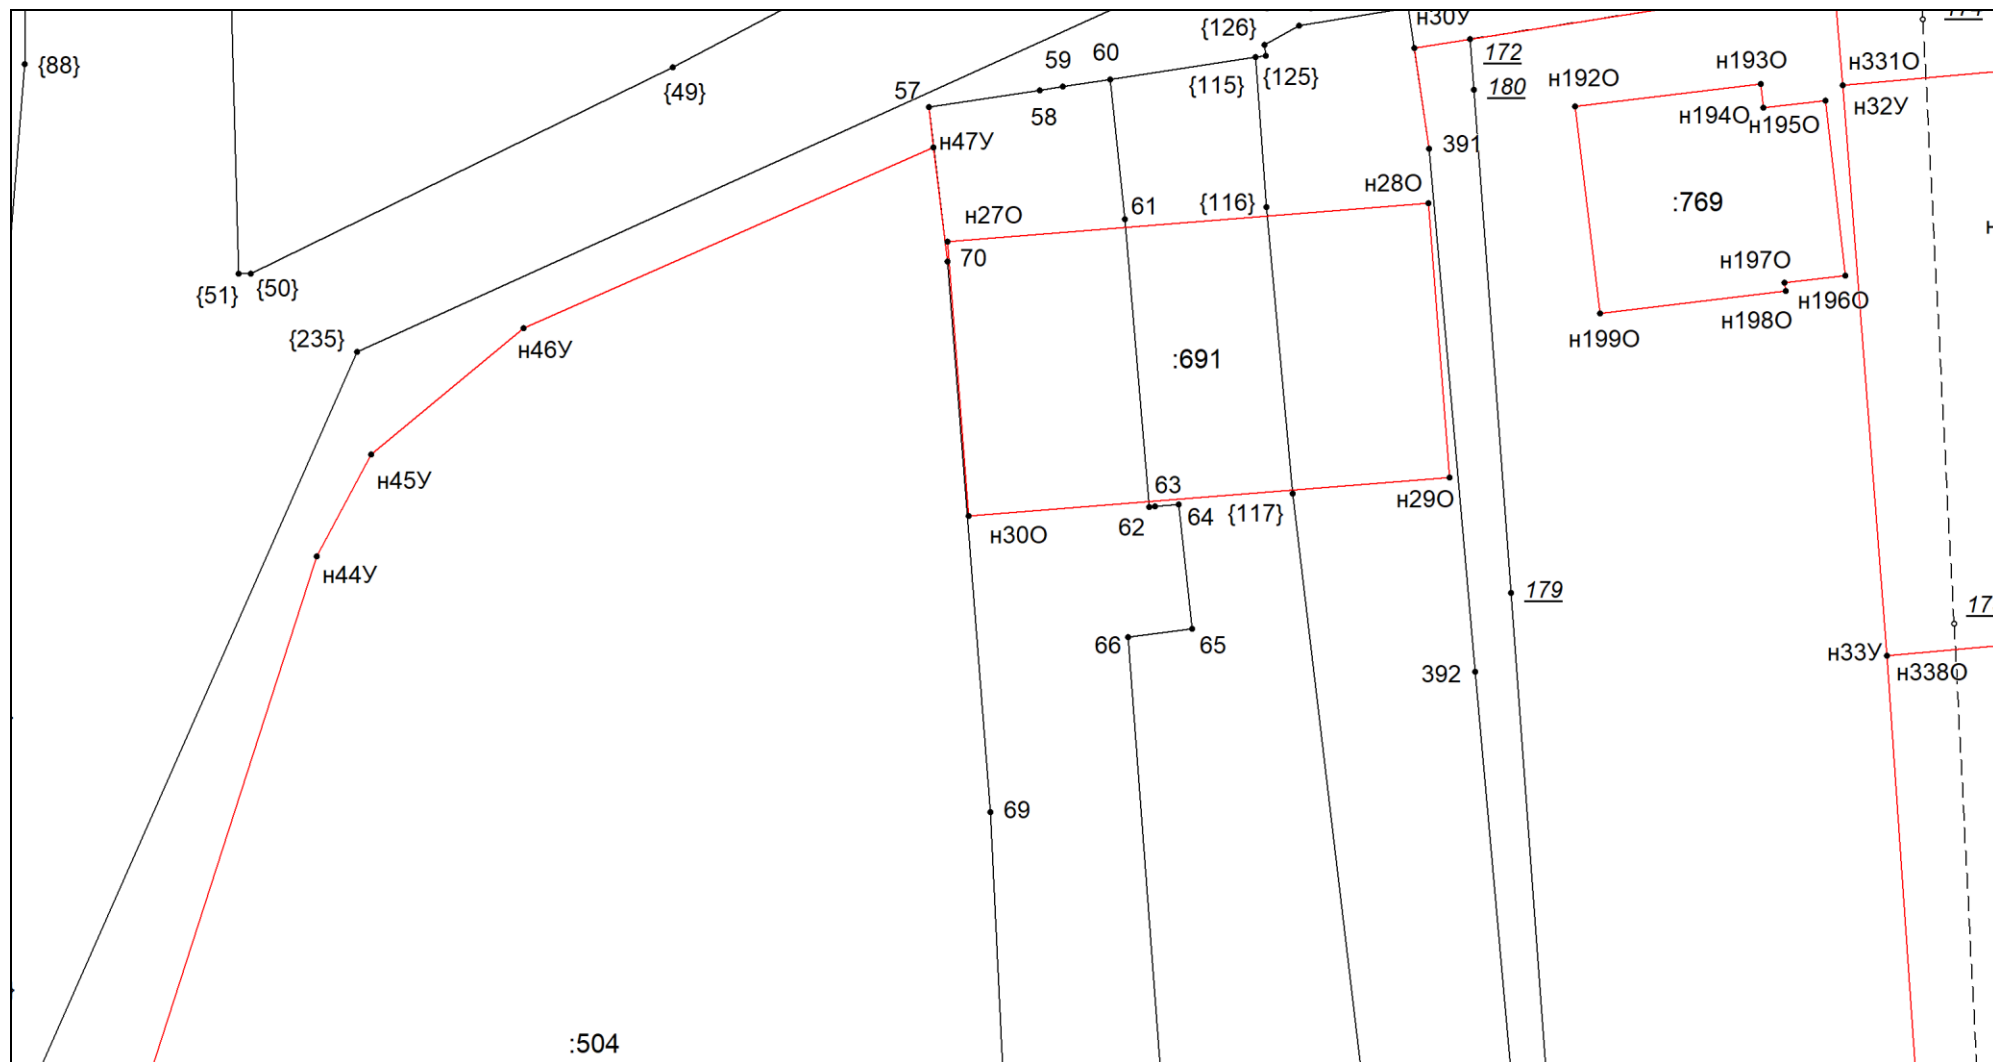 н30У
{126}
{88}
172
60
59
{49}
{115}
{125}
н193О
н331О
н192О
180
57
58
н32У
н194О
н195О
н47У
391
н28О
:769
61
{116}
н27О
70
н197О
{51}
{50}
н196О
н198О
{235}
н46У
н199О
:691
н45У
63
н29О
62
64
{117}
н30О
н44У
179
66
65
н33У
н338О
392
69
:504